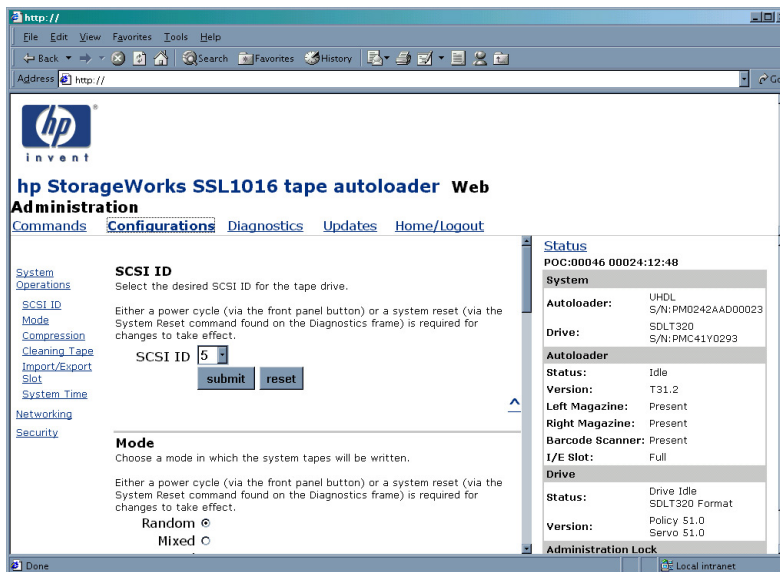 http://
File Edit View Favorites Tools Help
Back Search Favorites History
Address http:// Go
hp
invent
hp StorageWorks SSL1016 tape autoloader Web
Administration
Commands Configurations Diagnostics Updates Home/Logout
System
Operations
SCSI ID
Mode
Compression
Cleaning Tape
Import/Export
Slot
System Time
Networking
Security
SCSI ID
Select the desired SCSI ID for the tape drive.
Either a power cycle (via the front panel button) or a system reset (via the
System Reset command found on the Diagnostics frame) is required for
changes to take effect.
SCSI ID 5
submit reset
^
Mode
Choose a mode in which the system tapes will be written.
Either a power cycle (via the front panel button) or a system reset (via the
System Reset command found on the Diagnostics frame) is required for
changes to take effect.
Random
Mixed
Status
POC:00046 00024:12:48
System
Autoloader: UHDL
S/N:PM0242AAD00023
Drive: SDLT320
S/N:PMC41Y0293
Autoloader
Status: Idle
Version: T31.2
Left Magazine: Present
Right Magazine: Present
Barcode Scanner: Present
I/E Slot: Full
Drive
Status: Drive Idle
SDLT320 Format
Version: Policy 51.0
Servo 51.0
Administration Lock
Done Local intranet